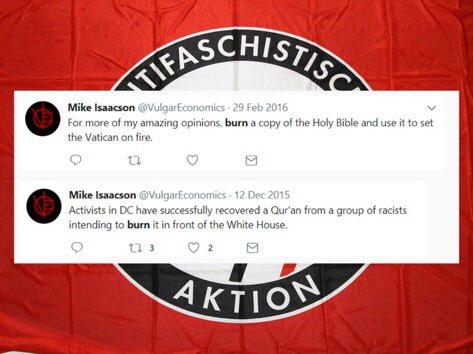 ANTIFASCHISTISCHE
Mike Isaacson @VulgarEconomics · 29 Feb 2016
For more of my amazing opinions, burn a copy of the Holy Bible and use it to set
the Vatican on fire.
Mike Isaacson @VulgarEconomics · 12 Dec 2015
Activists in DC have successfully recovered a Qur'an from a group of racists
intending to burn it in front of the White House.
3 2
AKTION